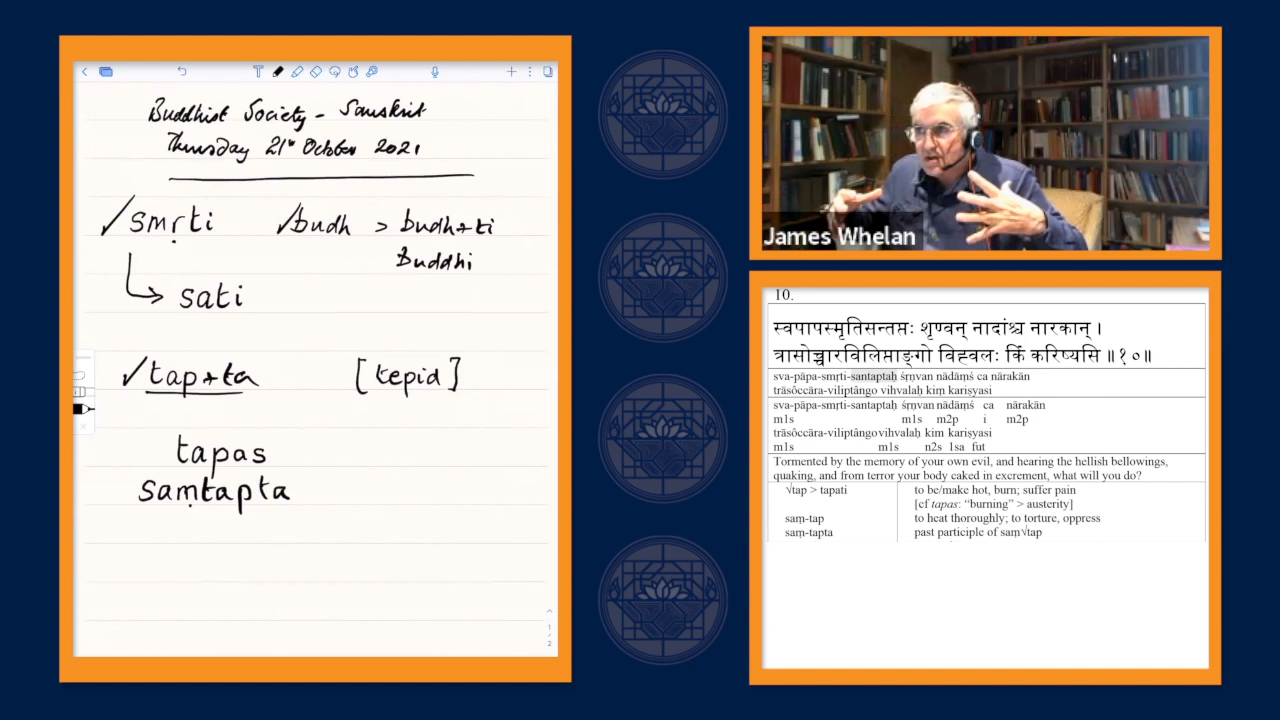 Buddhist Society - Sanskrit
Thursday 21st October 2021
√smṛti √budh > budh+ti
Buddhi
sati
√tap+ta [tepid]
tapas
saṃtapta
James Whelan
10.
स्वपापस्मृतिसन्तप्तः शृण्वन् नादांश्च नारकान् ।
त्रासोच्चारविलिप्ताङ्गो विह्वलः किं करिष्यसि ॥१०॥
sva-pāpa-smṛti-santaptaḥ śṛṇvan nādāṃś ca nārakān
trāsôccāra-viliptângo vihvalaḥ kiṃ kariṣyasi
sva-pāpa-smṛti-santaptaḥ śṛṇvan nādāṃś ca nārakān
m1s m1s m2p i m2p
trāsôccāra-viliptângo vihvalaḥ kim kariṣyasi
m1s m1s n2s 1sa fut
Tormented by the memory of your own evil, and hearing the hellish bellowings,
quaking, and from terror your body caked in excrement, what will you do?
√tap > tapati to be/make hot, burn; suffer pain
[cf tapas: “burning” > austerity]
saṃ-tap to heat thoroughly; to torture, oppress
saṃ-tapta past participle of saṃ√tap